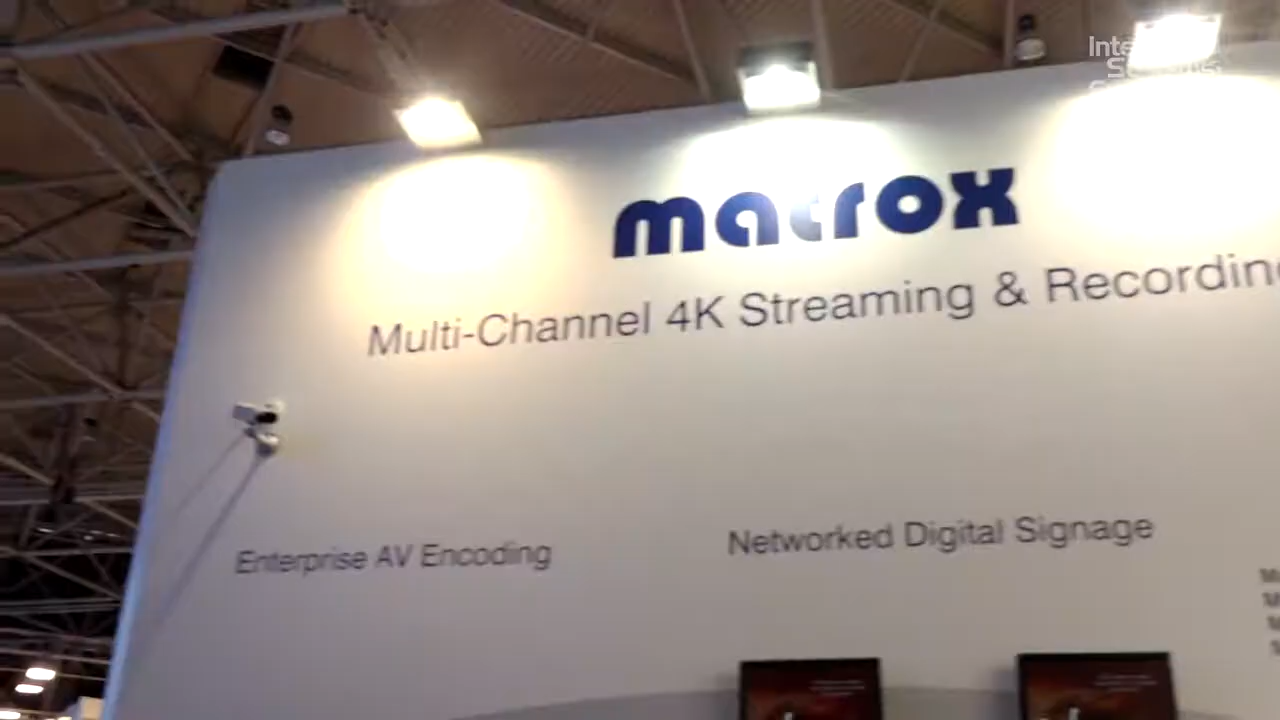 matrox
Multi-Channel 4K Streaming & Recordin
Enterprise AV Encoding
Networked Digital Signage